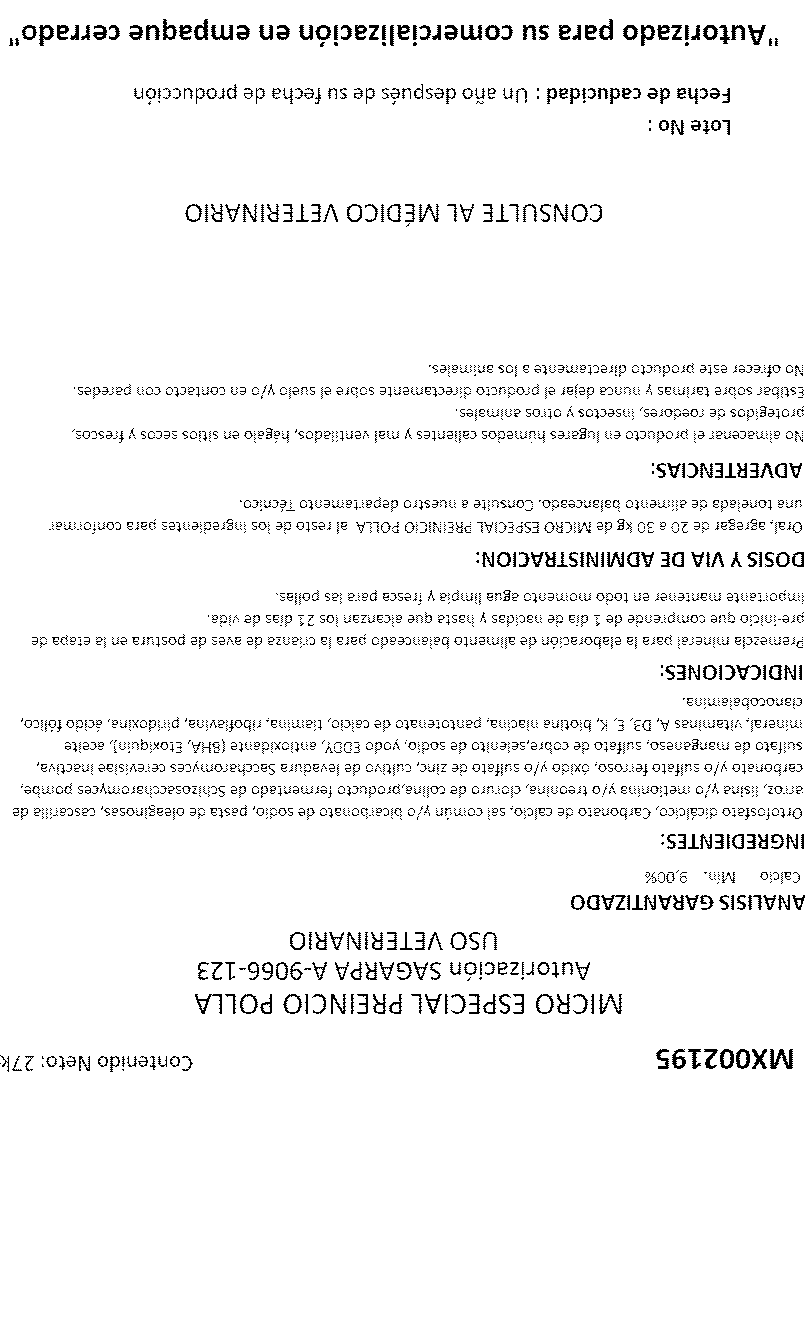 MX002195 Contenido Neto: 27k
MICRO ESPECIAL PREINCIO POLLA
Autorización SAGARPA A-9066-123
USO VETERINARIO
ANALISIS GARANTIZADO
Calcio Mín. 9,00%
INGREDIENTES:
Ortofosfato dicálcico, Carbonato de calcio, sal común y/o bicarbonato de sodio, pasta de oleaginosas, cascarilla de
arroz, lisina y/o metionina y/o treonina, cloruro de colina,producto fermentado de Schizosaccharomyces pombe,
carbonato y/o sulfato ferroso, óxido y/o sulfato de zinc, cultivo de levadura Saccharomyces cerevisiae inactiva,
sulfato de manganeso, sulfato de cobre,selenito de sodio, yodo EDDY, antioxidante (BHA, Etoxiquin), aceite
mineral, vitaminas A, D3, E, K, biotina niacina, pantotenato de calcio, tiamina, riboflavina, piridoxina, ácido fólico,
cianocobalamina.
INDICACIONES:
Premezcla mineral para la elaboración de alimento balanceado para la crianza de aves de postura en la etapa de
pre-inicio que comprende de 1 día de nacidas y hasta que alcanzan los 21 días de vida.
Importante mantener en todo momento agua limpia y fresca para las pollas.
DOSIS Y VIA DE ADMINISTRACION:
Oral, agregar de 20 a 30 kg de MICRO ESPECIAL PREINICIO POLLA al resto de los ingredientes para conformar
una tonelada de alimento balanceado. Consulte a nuestro departamento Técnico.
ADVERTENCIAS:
No almacenar el producto en lugares húmedos calientes y mal ventilados, hágalo en sitios secos y frescos,
protegidos de roedores, insectos y otros animales.
Estibar sobre tarimas y nunca dejar el producto directamente sobre el suelo y/o en contacto con paredes.
No ofrecer este producto directamente a los animales.
CONSULTE AL MÉDICO VETERINARIO
Lote No :
Fecha de caducidad : Un año después de su fecha de producción
"Autorizado para su comercialización en empaque cerrado"